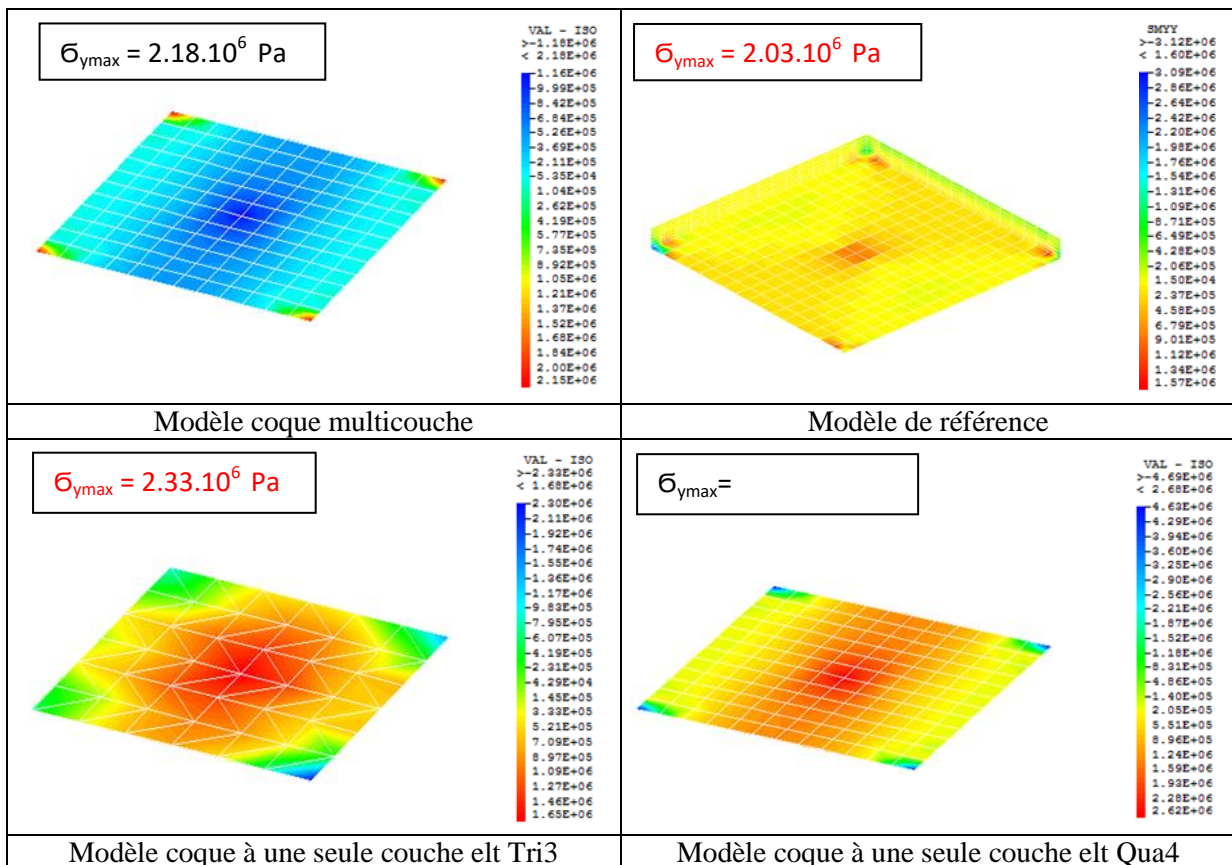 Ϭymax = 2.18.10⁶ Pa
VAL - ISO
>-1.18E+06
< 2.18E+06
-1.16E+06
-9.99E+05
-8.42E+05
-6.84E+05
-5.26E+05
-3.69E+05
-2.11E+05
-5.35E+04
1.04E+05
2.62E+05
4.19E+05
5.77E+05
7.35E+05
8.92E+05
1.05E+06
1.21E+06
1.37E+06
1.52E+06
1.68E+06
1.84E+06
2.00E+06
2.15E+06
Modèle coque multicouche
Ϭymax = 2.03.10⁶ Pa
SMYY
>-3.12E+06
< 1.60E+06
-3.09E+06
-2.86E+06
-2.64E+06
-2.42E+06
-2.20E+06
-1.98E+06
-1.76E+06
-1.54E+06
-1.31E+06
-1.09E+06
-8.71E+05
-6.49E+05
-4.28E+05
-2.06E+05
1.50E+04
2.37E+05
4.58E+05
6.79E+05
9.01E+05
1.12E+06
1.34E+06
1.57E+06
Modèle de référence
Ϭymax = 2.33.10⁶ Pa
VAL - ISO
>-2.33E+06
< 1.68E+06
-2.30E+06
-2.11E+06
-1.92E+06
-1.74E+06
-1.55E+06
-1.36E+06
-1.17E+06
-9.83E+05
-7.95E+05
-6.07E+05
-4.19E+05
-2.31E+05
-4.29E+04
1.45E+05
3.33E+05
5.21E+05
7.09E+05
8.97E+05
1.09E+06
1.27E+06
1.46E+06
1.65E+06
Modèle coque à une seule couche elt Tri3
Ϭymax=
VAL - ISO
>-4.69E+06
< 2.68E+06
-4.63E+06
-4.29E+06
-3.94E+06
-3.60E+06
-3.25E+06
-2.90E+06
-2.56E+06
-2.21E+06
-1.87E+06
-1.52E+06
-1.18E+06
-8.31E+05
-4.86E+05
-1.40E+05
2.05E+05
5.51E+05
8.96E+05
1.24E+06
1.59E+06
1.93E+06
2.28E+06
2.62E+06
Modèle coque à une seule couche elt Qua4